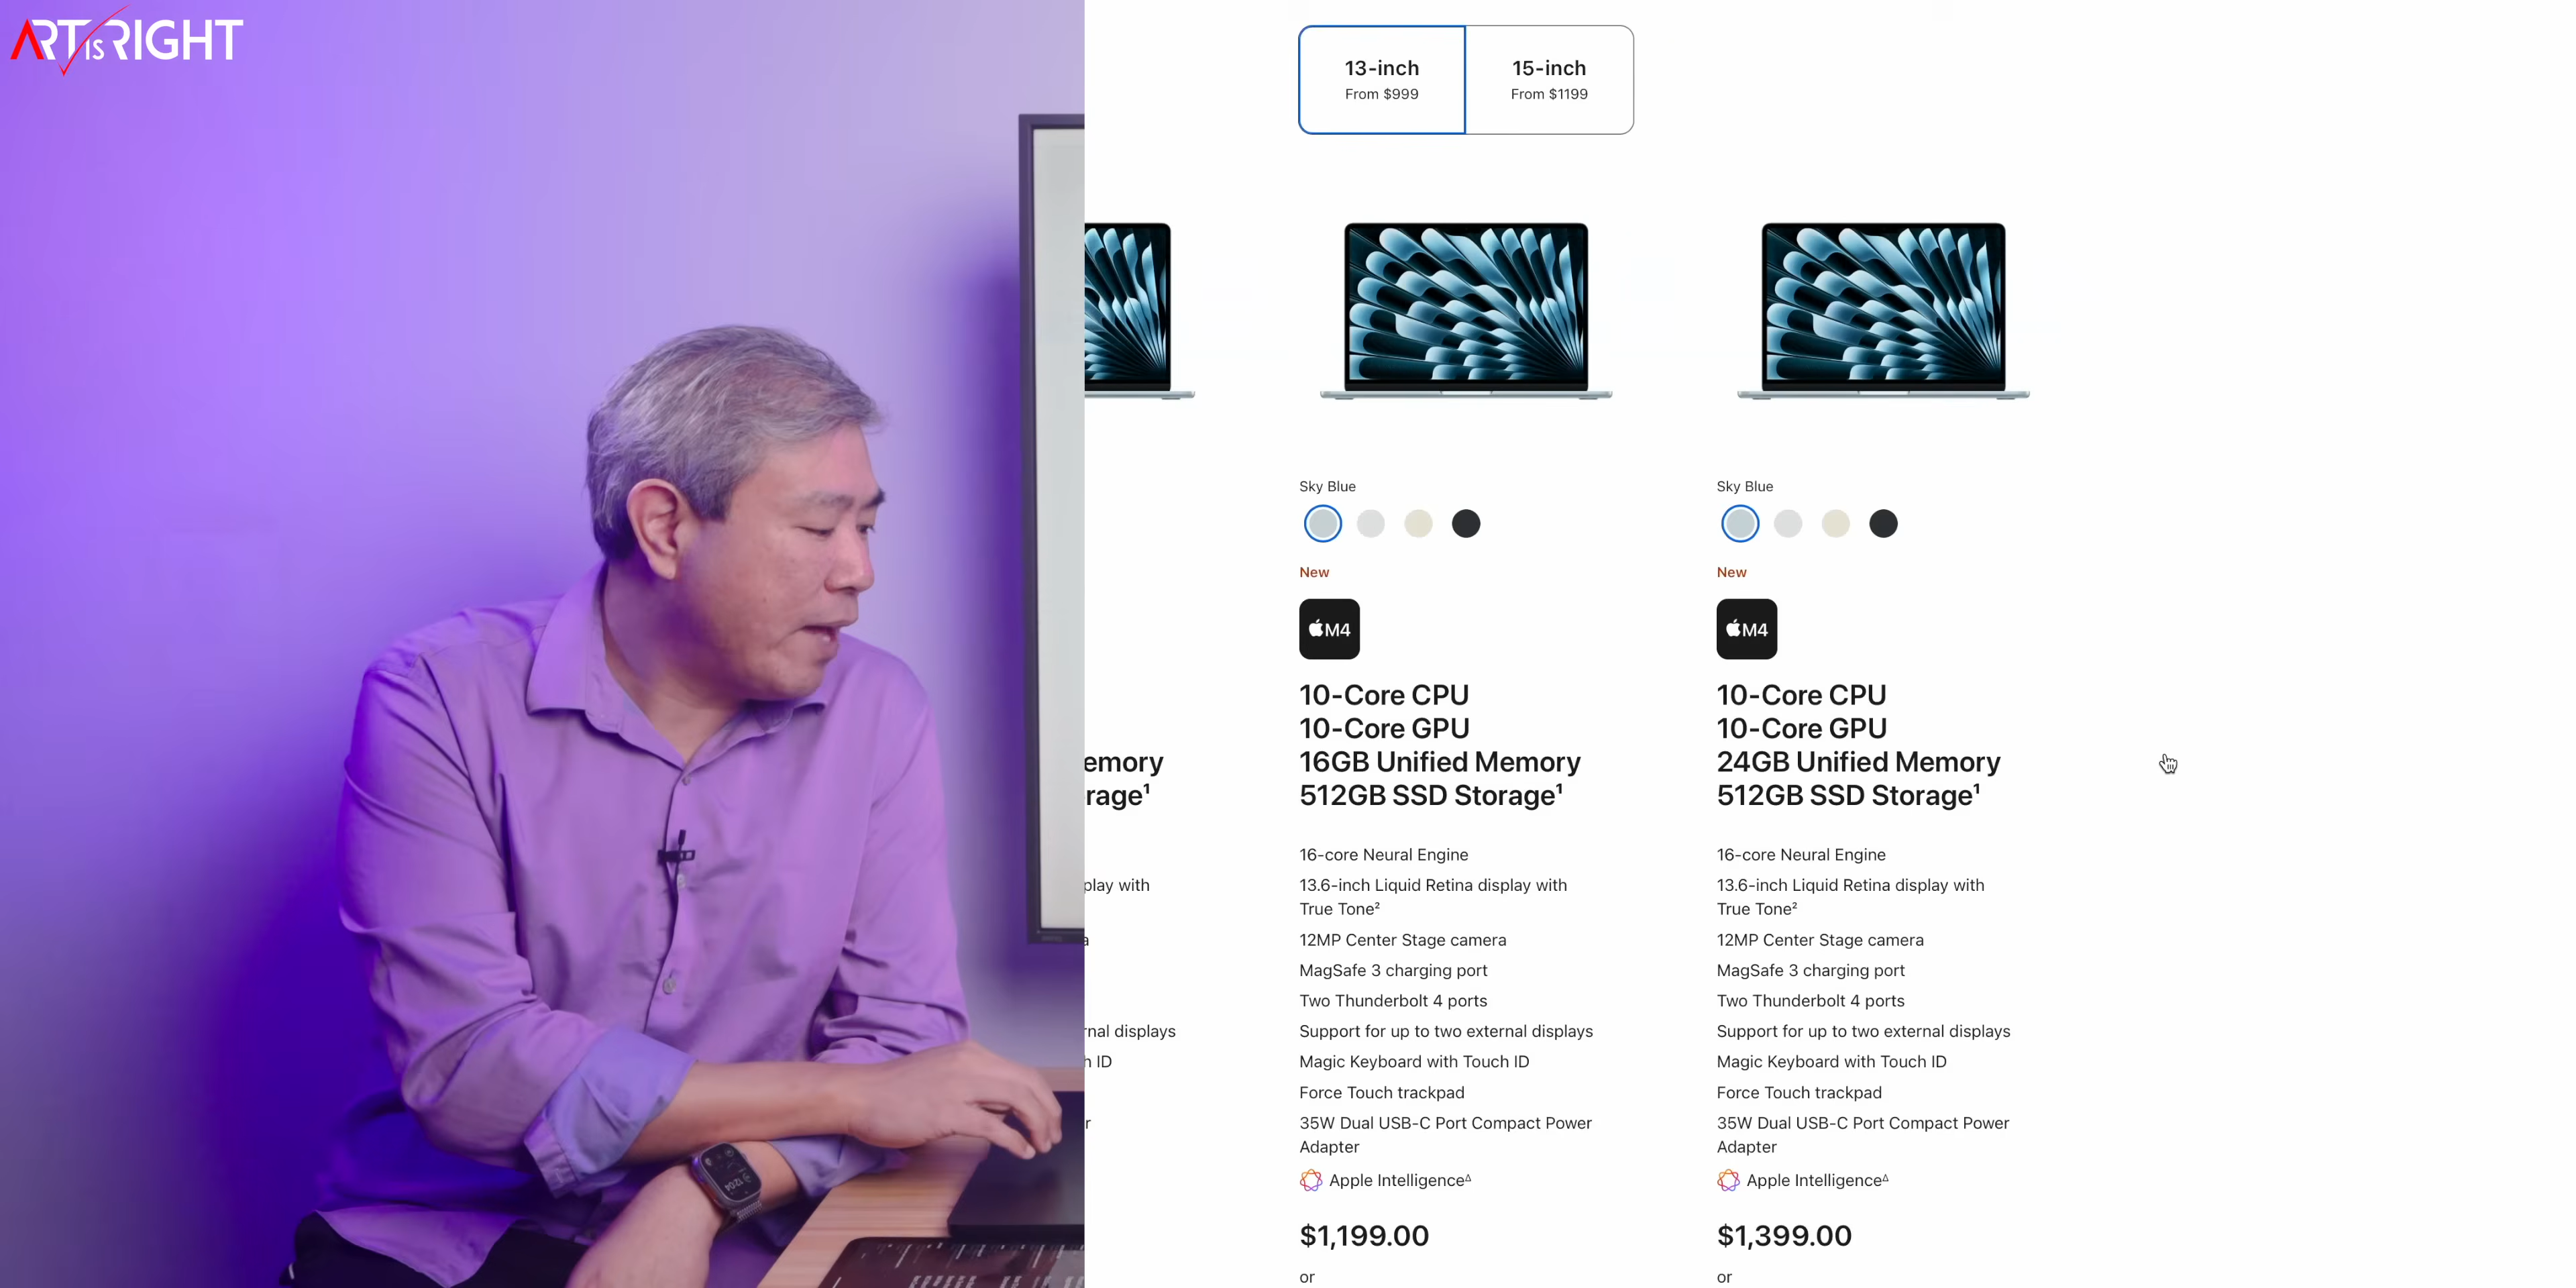 ART IS RIGHT
13-inch
From $999
15-inch
From $1199
emory
rage¹
play with
a
rnal displays
h ID
r
Sky Blue
New
M4
10-Core CPU
10-Core GPU
16GB Unified Memory
512GB SSD Storage¹
16-core Neural Engine
13.6-inch Liquid Retina display with
True Tone²
12MP Center Stage camera
MagSafe 3 charging port
Two Thunderbolt 4 ports
Support for up to two external displays
Magic Keyboard with Touch ID
Force Touch trackpad
35W Dual USB-C Port Compact Power
Adapter
Apple Intelligence∆
$1,199.00
or
Sky Blue
New
M4
10-Core CPU
10-Core GPU
24GB Unified Memory
512GB SSD Storage¹
16-core Neural Engine
13.6-inch Liquid Retina display with
True Tone²
12MP Center Stage camera
MagSafe 3 charging port
Two Thunderbolt 4 ports
Support for up to two external displays
Magic Keyboard with Touch ID
Force Touch trackpad
35W Dual USB-C Port Compact Power
Adapter
Apple Intelligence∆
$1,399.00
or
12:04